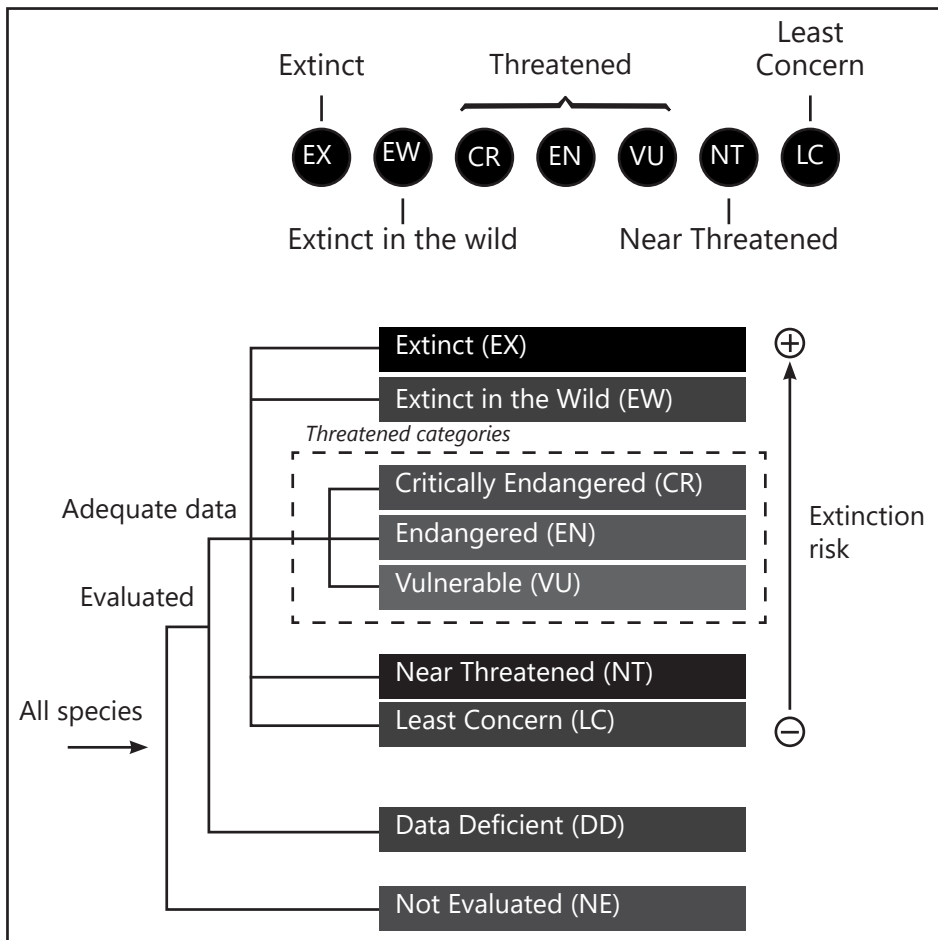 Extinct
Threatened
Least
Concern
EX
EW
CR
EN
VU
NT
LC
Extinct in the wild
Near Threatened
Extinct (EX)
Extinct in the Wild (EW)
Threatened categories
Critically Endangered (CR)
Adequate data
Endangered (EN)
Extinction
risk
Vulnerable (VU)
Evaluated
Near Threatened (NT)
All species
Least Concern (LC)
Data Deficient (DD)
Not Evaluated (NE)